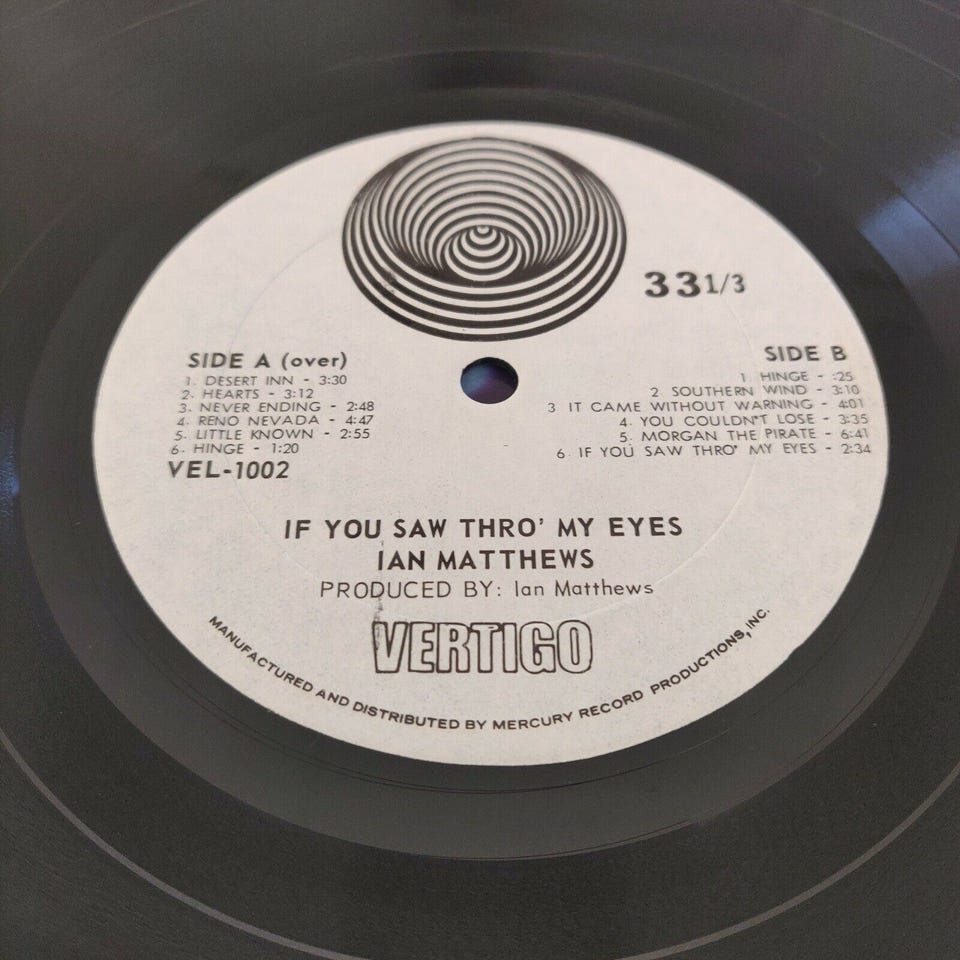 33 1/3
SIDE A (over)
1. DESERT INN - 3:30
2. HEARTS - 3:12
3. NEVER ENDING - 2:48
4. RENO NEVADA - 4:47
5. LITTLE KNOWN - 2:55
6. HINGE - 1:20
VEL-1002
SIDE B
1. HINGE - :25
2. SOUTHERN WIND - 3:10
3 IT CAME WITHOUT WARNING - 4:01
4. YOU COULDN'T LOSE - 3:35
5. MORGAN THE PIRATE - 6:41
6. IF YOU SAW THRO' MY EYES - 2:34
IF YOU SAW THRO' MY EYES
IAN MATTHEWS
PRODUCED BY: Ian Matthews
VERTIGO
MANUFACTURED AND DISTRIBUTED BY MERCURY RECORD PRODUCTIONS, INC.